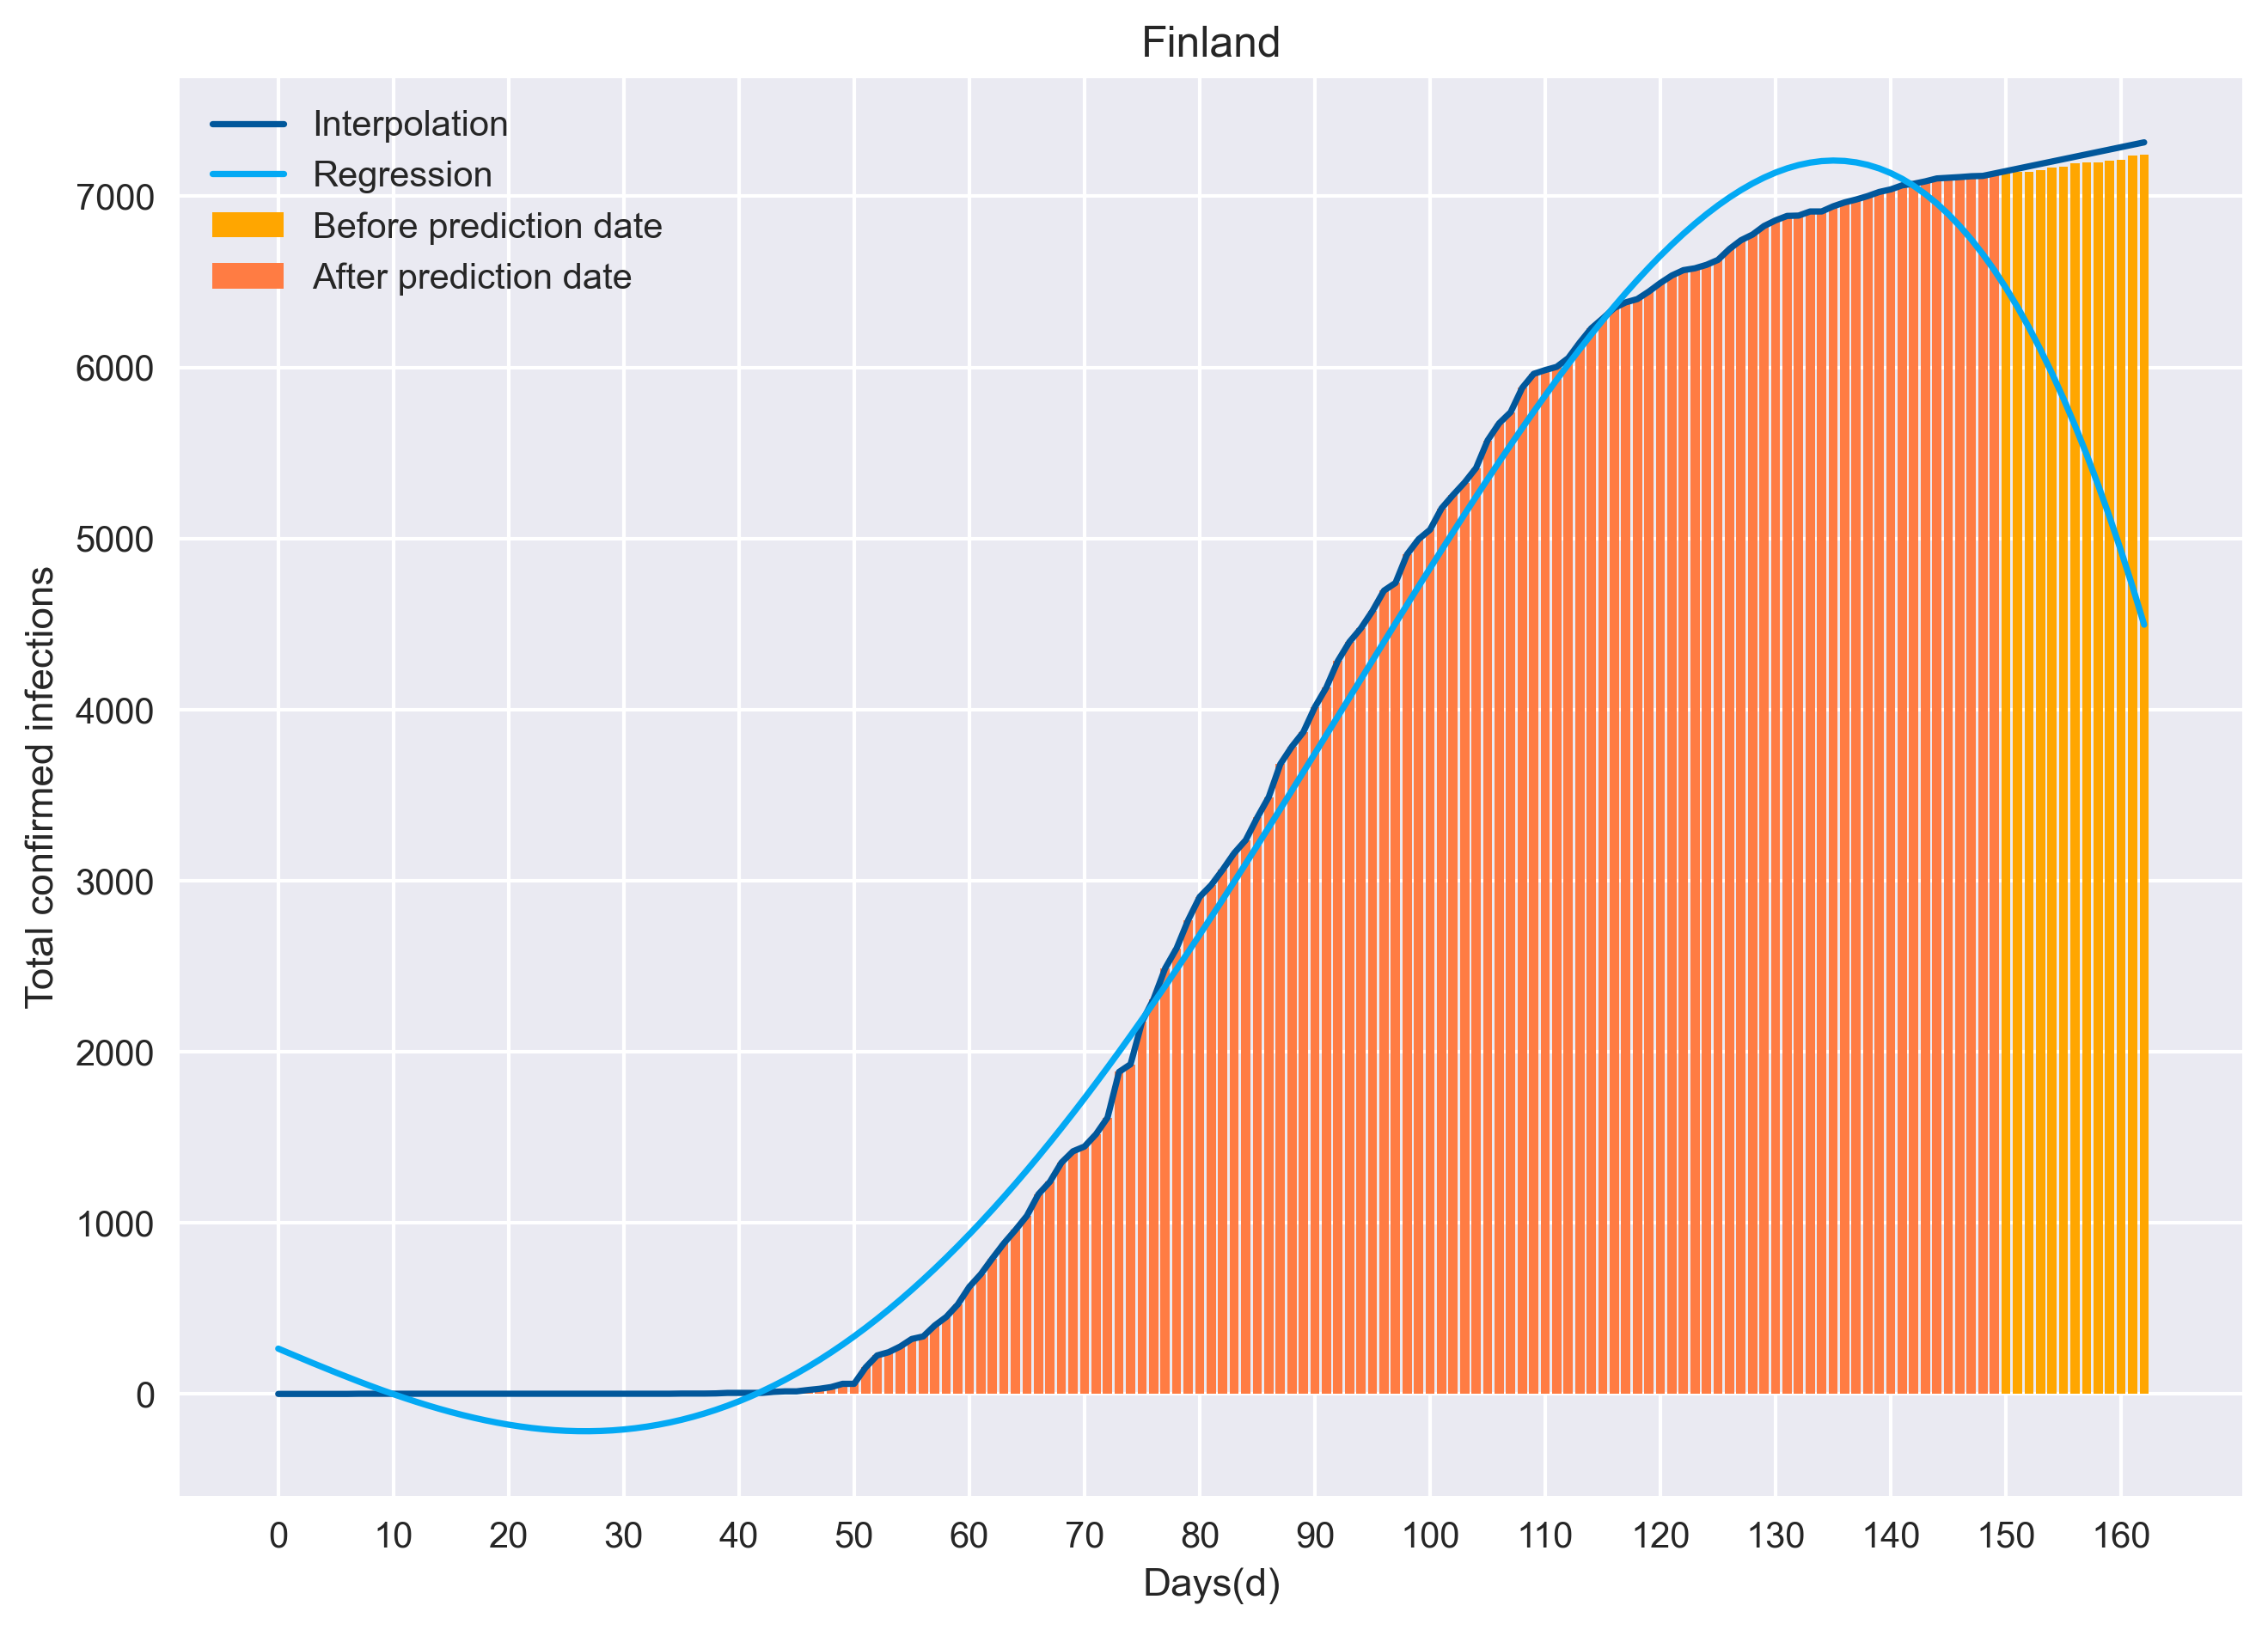 Finland
Interpolation
Regression
Before prediction date
After prediction date
7000
6000
5000
4000
3000
2000
1000
0
Total confirmed infections
0 10 20 30 40 50 60 70 80 90 100 110 120 130 140 150 160
Days(d)